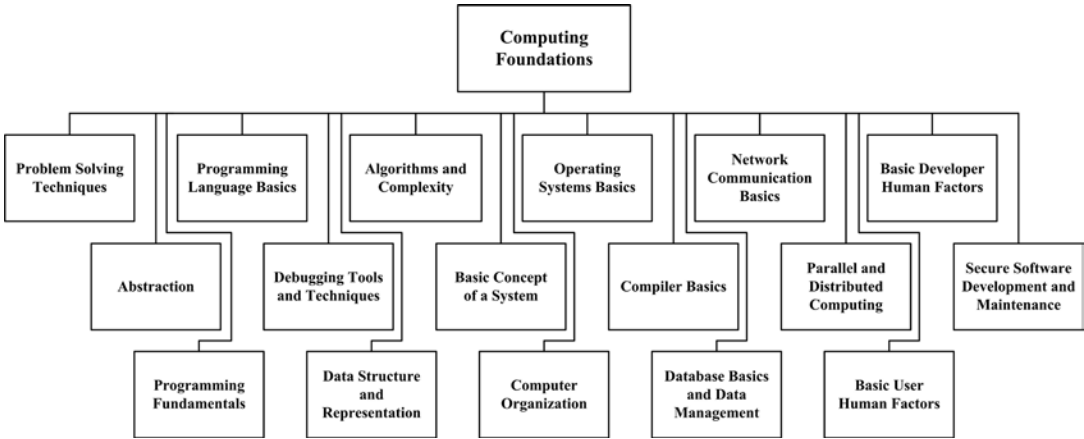 Computing
Foundations
Problem Solving
Techniques
Programming
Language Basics
Algorithms and
Complexity
Operating
Systems Basics
Network
Communication
Basics
Basic Developer
Human Factors
Abstraction
Debugging Tools
and Techniques
Basic Concept
of a System
Compiler Basics
Parallel and
Distributed
Computing
Secure Software
Development and
Maintenance
Programming
Fundamentals
Data Structure
and
Representation
Computer
Organization
Database Basics
and Data
Management
Basic User
Human Factors